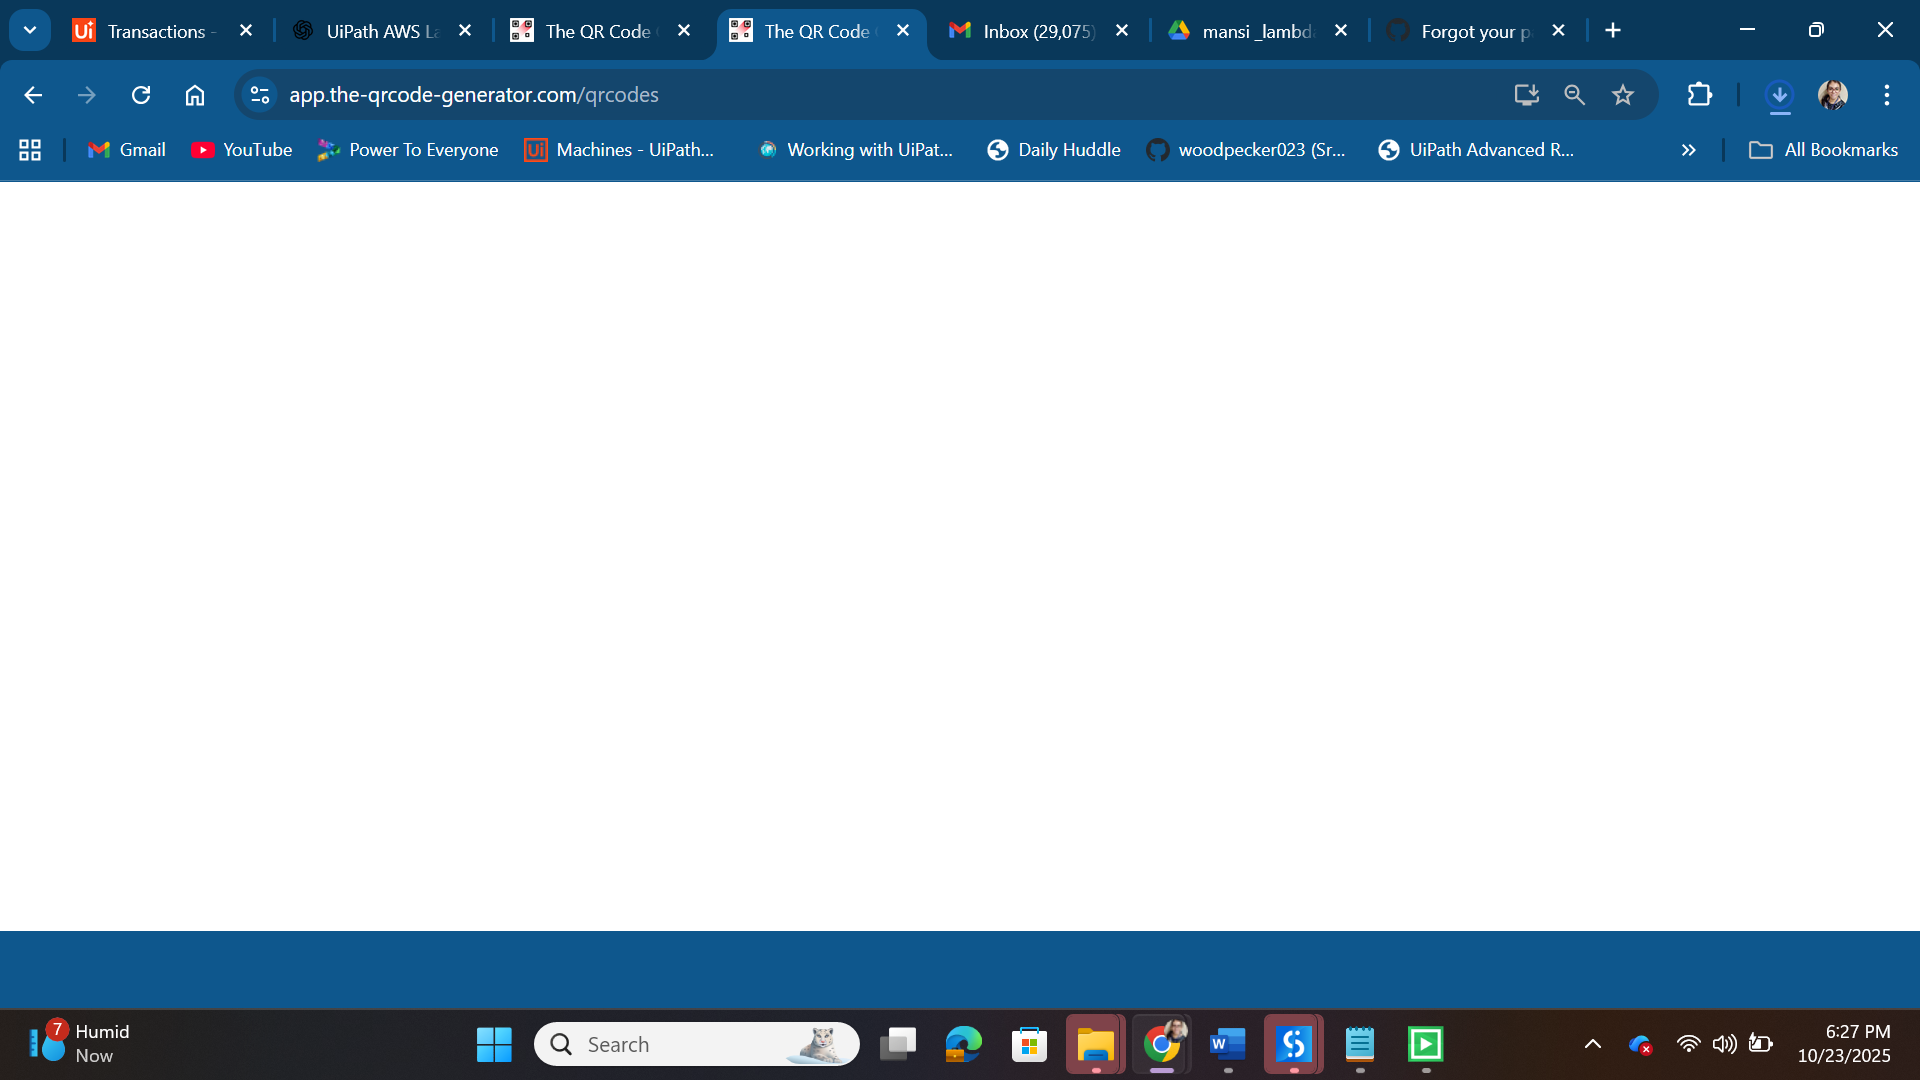 Transactions -
UiPath AWS La
The QR Code
The QR Code
Inbox (29,075)
mansi _lambd
Forgot your p
app.the-qrcode-generator.com/qrcodes
Gmail
YouTube
Power To Everyone
Machines - UiPath...
Working with UiPat...
Daily Huddle
woodpecker023 (Sr...
UiPath Advanced R...
All Bookmarks
7
Humid
Now
Search
6:27 PM
10/23/2025